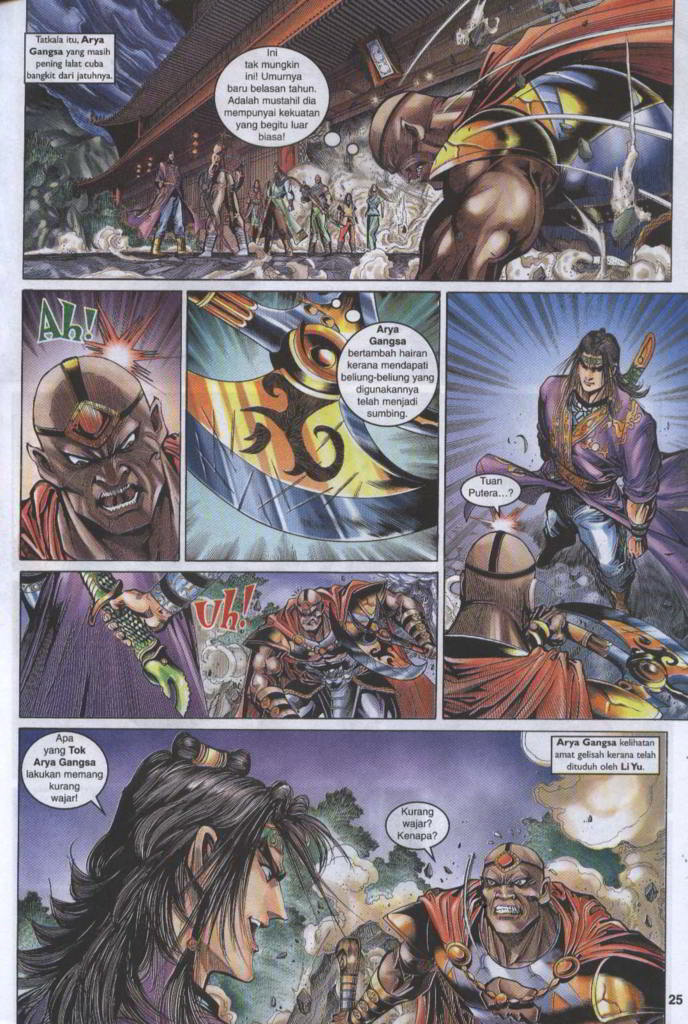 Tatkala itu, Arya
Gangsa yang masih
pening lalat cuba
bangkit dari jatuhnya.
Ini
tak mungkin
ini! Umurnya
baru belasan tahun.
Adalah mustahil dia
mempunyai kekuatan
yang begitu luar
biasa!
Ah!
Arya
Gangsa
bertambah hairan
kerana mendapati
beliung-beliung yang
digunakannya
telah menjadi
sumbing.
Tuan
Putera...?
Uh!
Apa
yang Tok
Arya Gangsa
lakukan memang
kurang
wajar!
Arya Gangsa kelihatan
amat gelisah kerana telah
dituduh oleh Li Yu.
Kurang
wajar?
Kenapa?
25